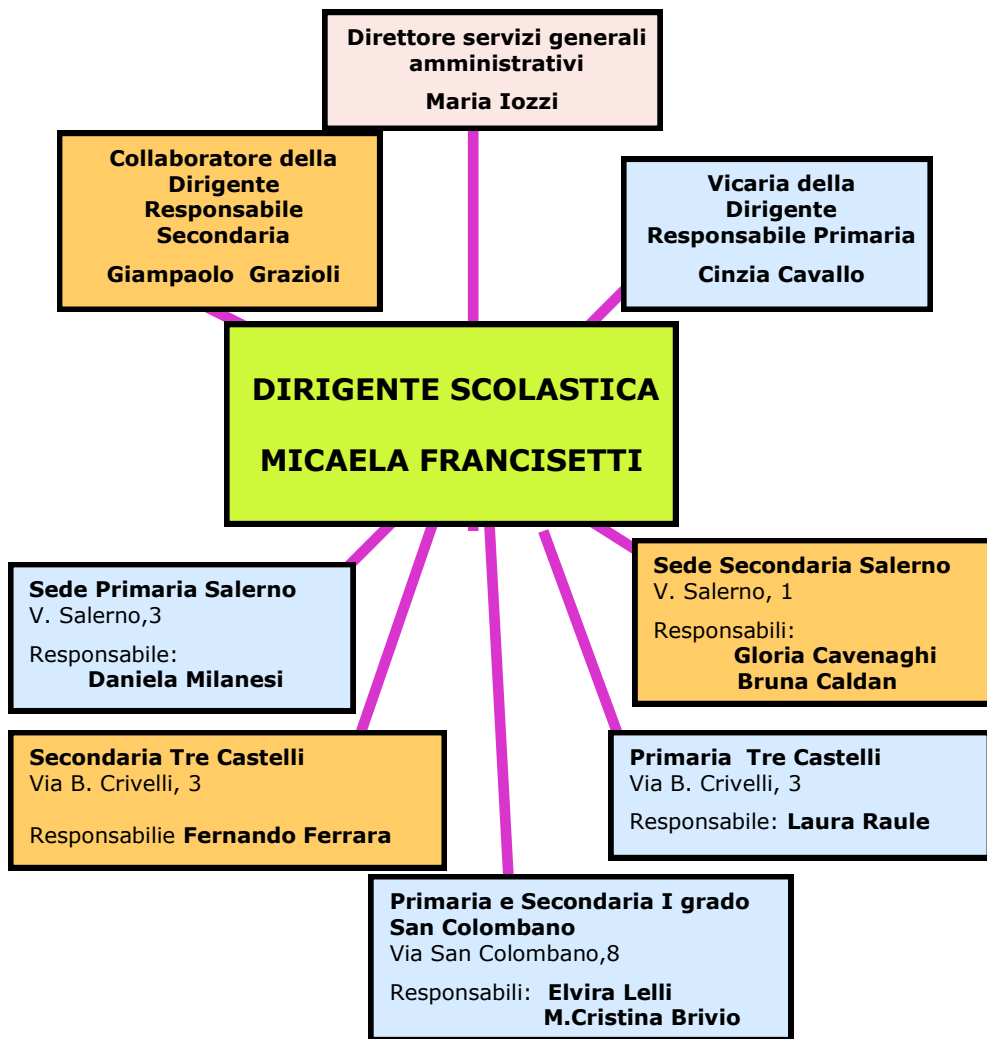 Direttore servizi generali
amministrativi
Maria Iozzi
Collaboratore della
Dirigente
Responsabile
Secondaria
Giampaolo  Grazioli
Vicaria della
Dirigente
Responsabile Primaria
Cinzia Cavallo
DIRIGENTE SCOLASTICA
MICAELA FRANCISETTI
Sede Primaria Salerno
V. Salerno,3
Responsabile:
Daniela Milanesi
Sede Secondaria Salerno
V. Salerno, 1
Responsabili:
Gloria Cavenaghi
Bruna Caldan
Secondaria Tre Castelli
Via B. Crivelli, 3
Responsabilie Fernando Ferrara
Primaria  Tre Castelli
Via B. Crivelli, 3
Responsabile: Laura Raule
Primaria e Secondaria I grado
San Colombano
Via San Colombano,8
Responsabili:  Elvira Lelli
M.Cristina Brivio